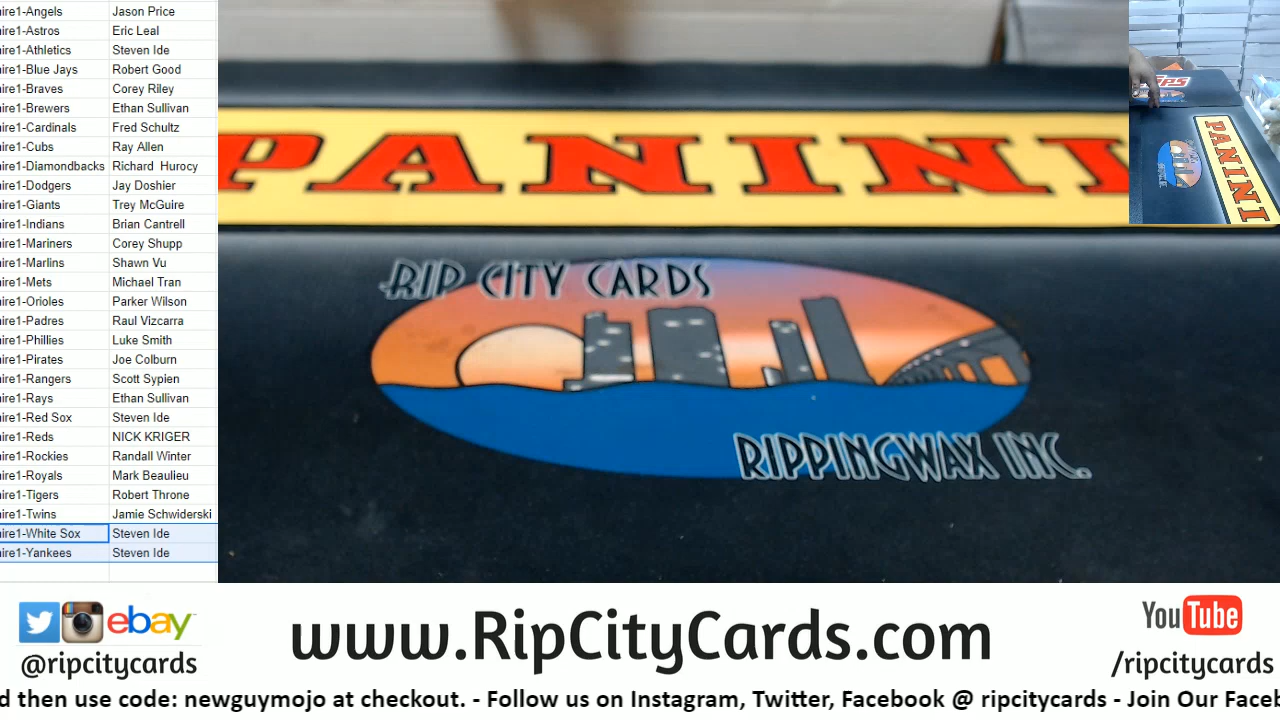 ire1-Angels Jason Price
ire1-Astros Eric Leal
ire1-Athletics Steven Ide
ire1-Blue Jays Robert Good
ire1-Braves Corey Riley
ire1-Brewers Ethan Sullivan
ire1-Cardinals Fred Schultz
ire1-Cubs Ray Allen
ire1-Diamondbacks Richard Hurocy
ire1-Dodgers Jay Doshier
ire1-Giants Trey McGuire
ire1-Indians Brian Cantrell
ire1-Mariners Corey Shupp
ire1-Marlins Shawn Vu
ire1-Mets Michael Tran
ire1-Orioles Parker Wilson
ire1-Padres Raul Vizcarra
ire1-Phillies Luke Smith
ire1-Pirates Joe Colburn
ire1-Rangers Scott Sypien
ire1-Rays Ethan Sullivan
ire1-Red Sox Steven Ide
ire1-Reds NICK KRIGER
ire1-Rockies Randall Winter
ire1-Royals Mark Beaulieu
ire1-Tigers Robert Throne
ire1-Twins Jamie Schwiderski
ire1-White Sox Steven Ide
ire1-Yankees Steven Ide
PANINI
RIP CITY CARDS
RIPPINGWAX INC.
PANINI
ebay
@ripcitycards
www.RipCityCards.com
YouTube
/ripcitycards
d then use code: newguymojo at checkout. - Follow us on Instagram, Twitter, Facebook @ ripcitycards - Join Our Faceb